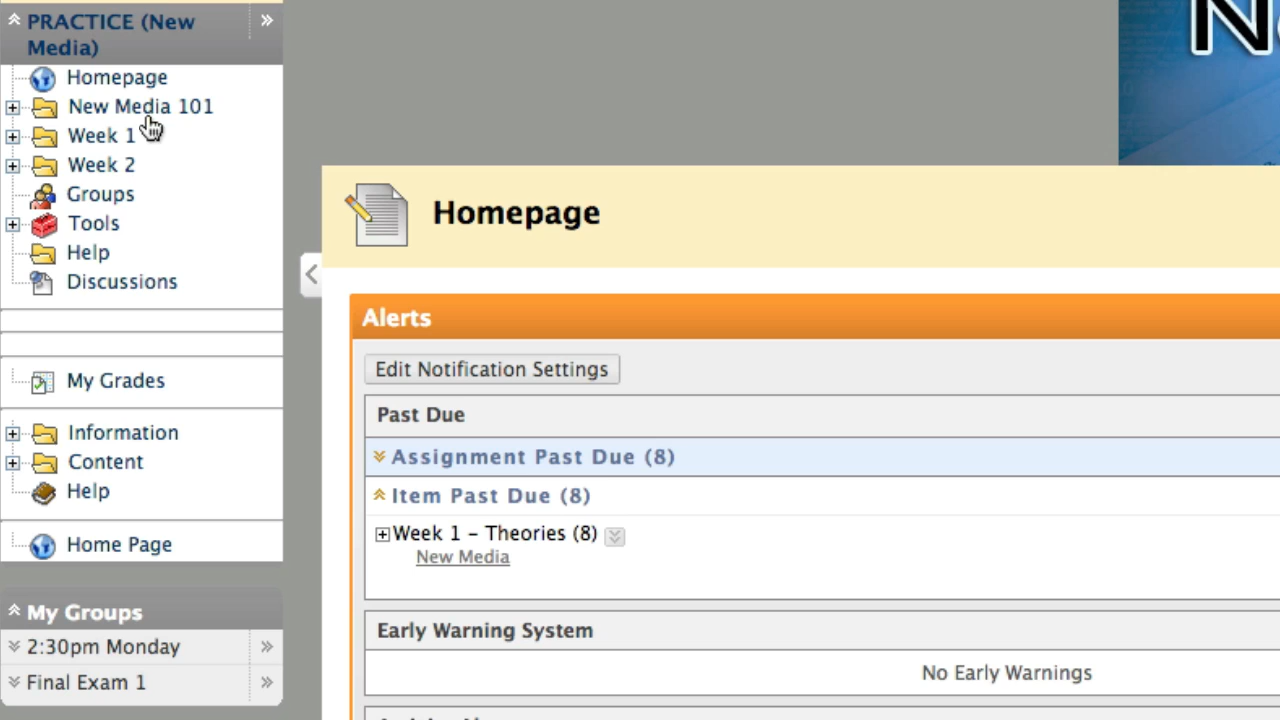 PRACTICE (New
Media)
Homepage
New Media 101
Week 1
Week 2
Groups
Tools
Help
Discussions
My Grades
Information
Content
Help
Home Page
My Groups
2:30pm Monday
Final Exam 1
Homepage
Alerts
Edit Notification Settings
Past Due
Assignment Past Due (8)
Item Past Due (8)
Week 1 – Theories (8)
New Media
Early Warning System
No Early Warnings